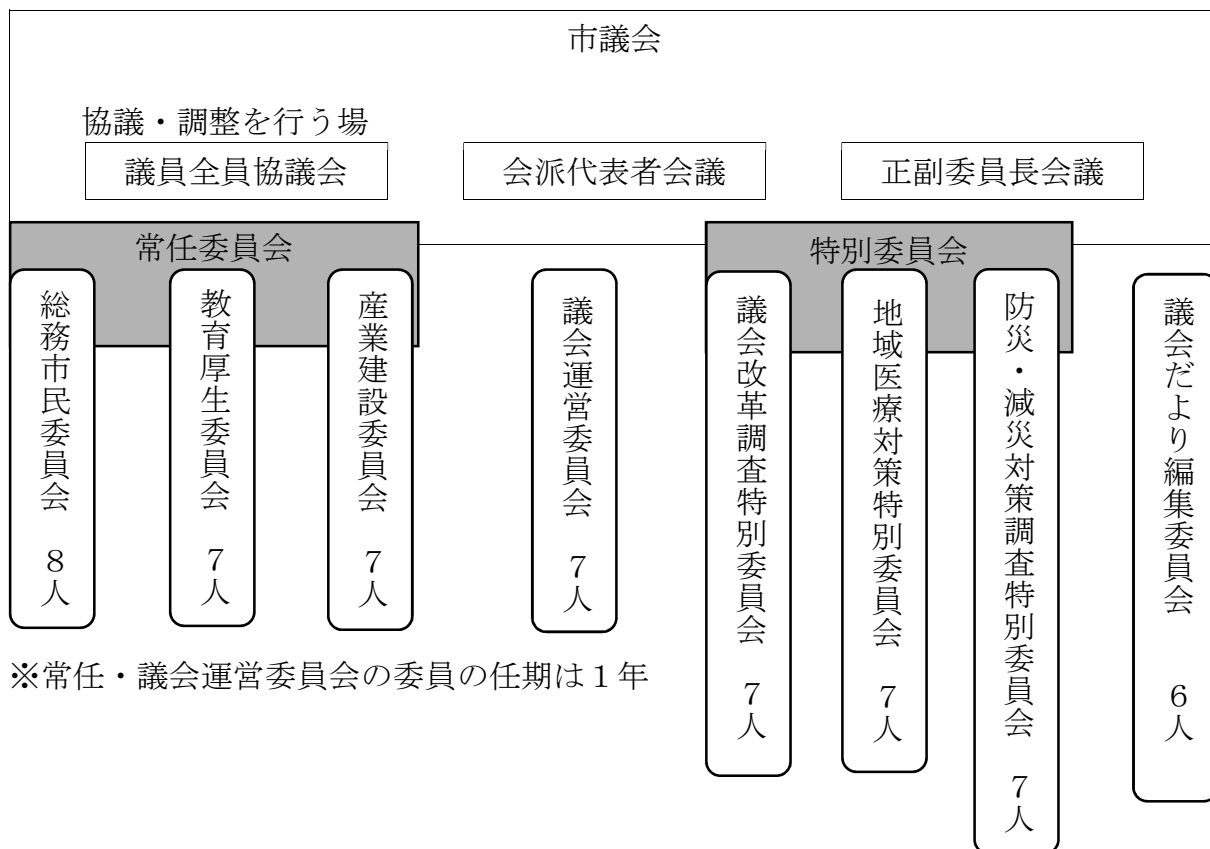 市議会
協議・調整を行う場
議員全員協議会
会派代表者会議
正副委員長会議
常任委員会
特別委員会
総務市民委員会 8人
教育厚生委員会 7人
産業建設委員会 7人
議会運営委員会 7人
議会改革調査特別委員会 7人
地域医療対策特別委員会 7人
防災・減災対策調査特別委員会 7人
議会だより編集委員会 6人
※常任・議会運営委員会の委員の任期は1年